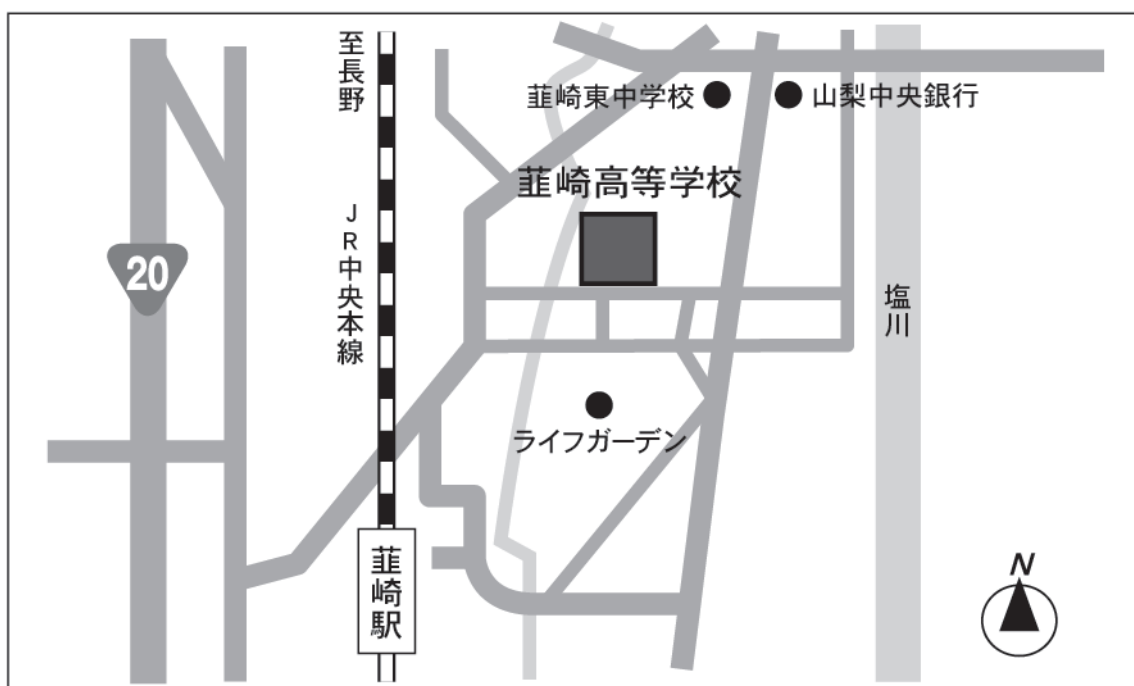 至長野
JR中央本線
20
韮崎東中学校
山梨中央銀行
韮崎高等学校
塩川
ライフガーデン
韮崎駅
N